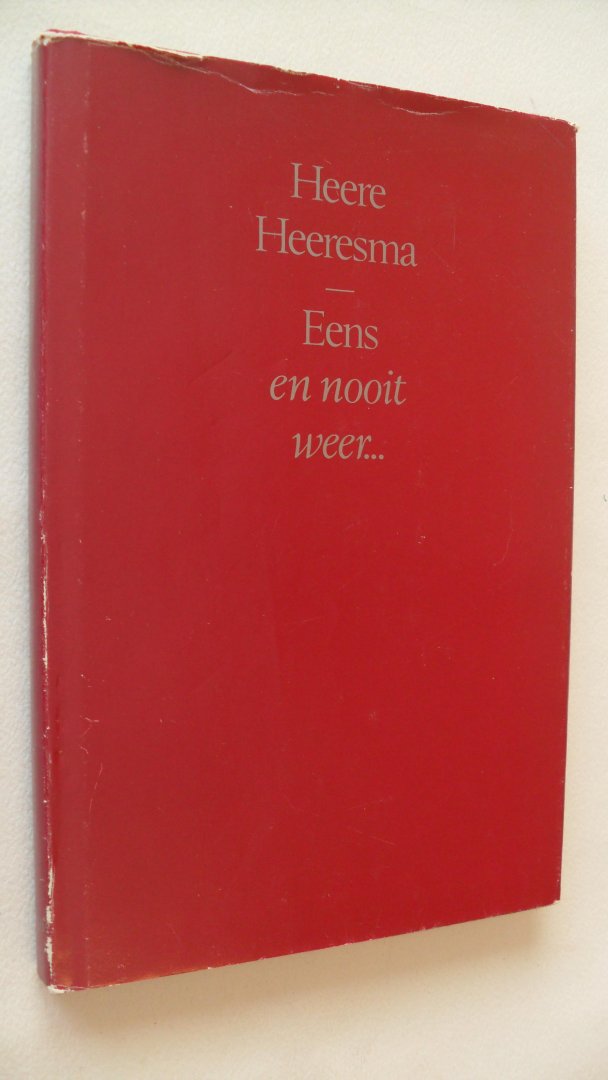 Heere
Heeresma
—
Eens
en nooit
weer...